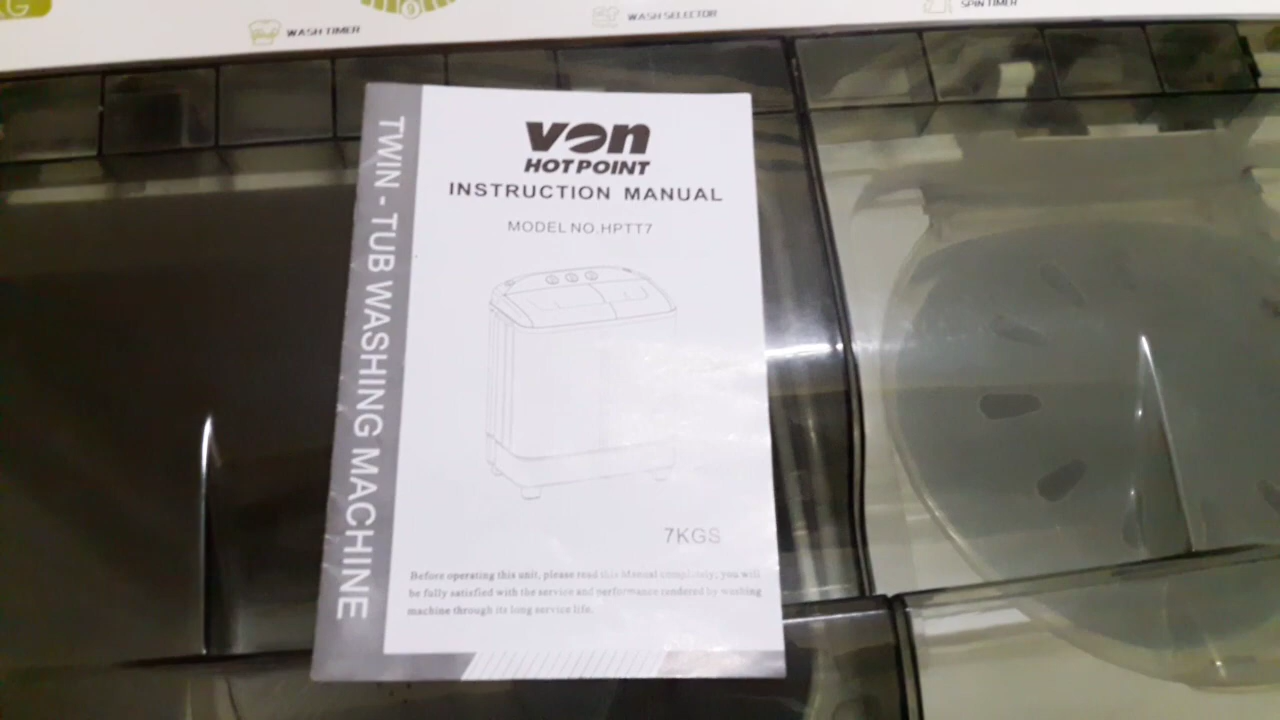 G
WASH TIMER
WASH SELECTOR
SPIN TIMER
TWIN - TUB WASHING MACHINE
von
HOTPOINT
INSTRUCTION MANUAL
MODEL NO.HPTT7
7KGS
Before operating this unit, please read this Manual completely, you will
be fully satisfied with the service and performance rendered by washing
machine through its long service life.